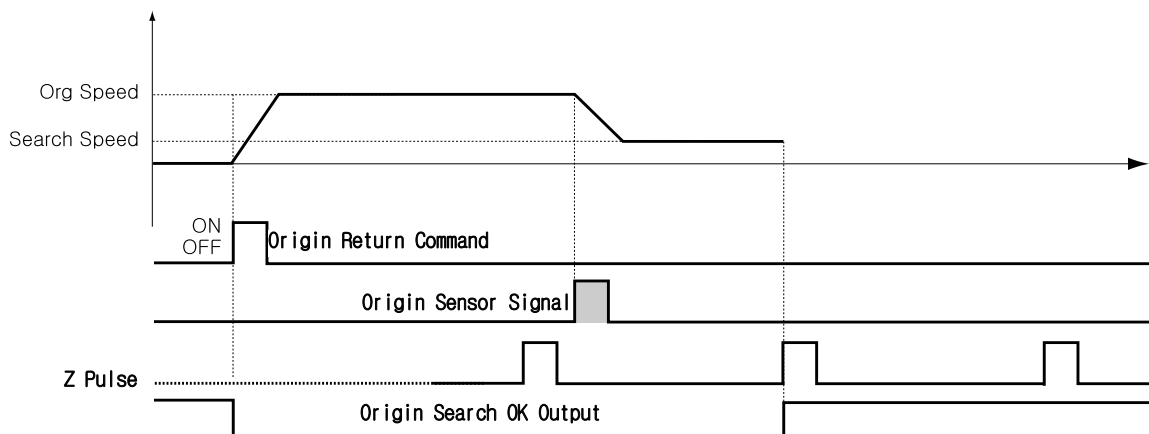 Org Speed
Search Speed
ON
OFF
Origin Return Command
Origin Sensor Signal
Z Pulse
Origin Search OK Output